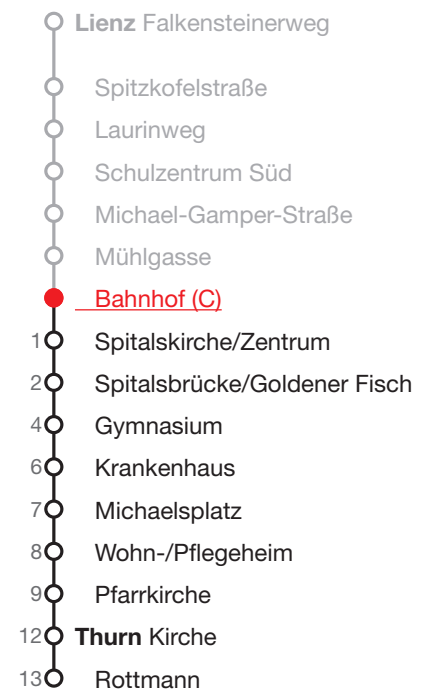 Lienz Falkensteinerweg
Spitzkofelstraße
Laurinweg
Schulzentrum Süd
Michael-Gamper-Straße
Mühlgasse
Bahnhof (C)
1 Spitalskirche/Zentrum
2 Spitalsbrücke/Goldener Fisch
4 Gymnasium
6 Krankenhaus
7 Michaelsplatz
8 Wohn-/Pflegeheim
9 Pfarrkirche
12 Thurn Kirche
13 Rottmann